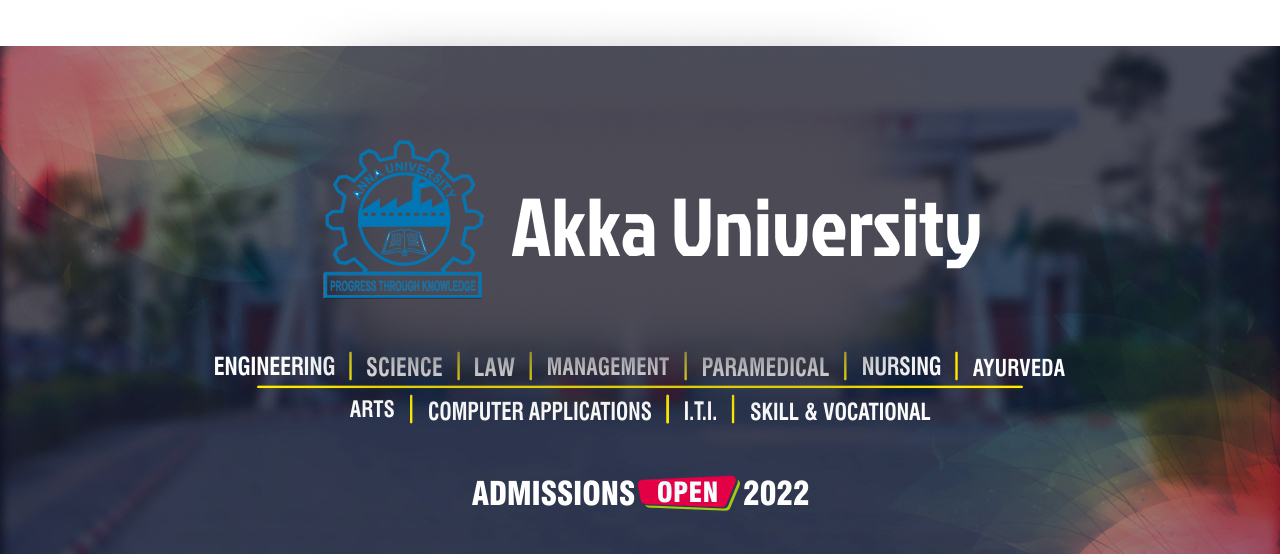 ANNA UNIVERSITY
PROGRESS THROUGH KNOWLEDGE
Akka University
ENGINEERING | SCIENCE | LAW | MANAGEMENT | PARAMEDICAL | NURSING | AYURVEDA
ARTS | COMPUTER APPLICATIONS | I.T.I. | SKILL & VOCATIONAL
ADMISSIONS OPEN 2022